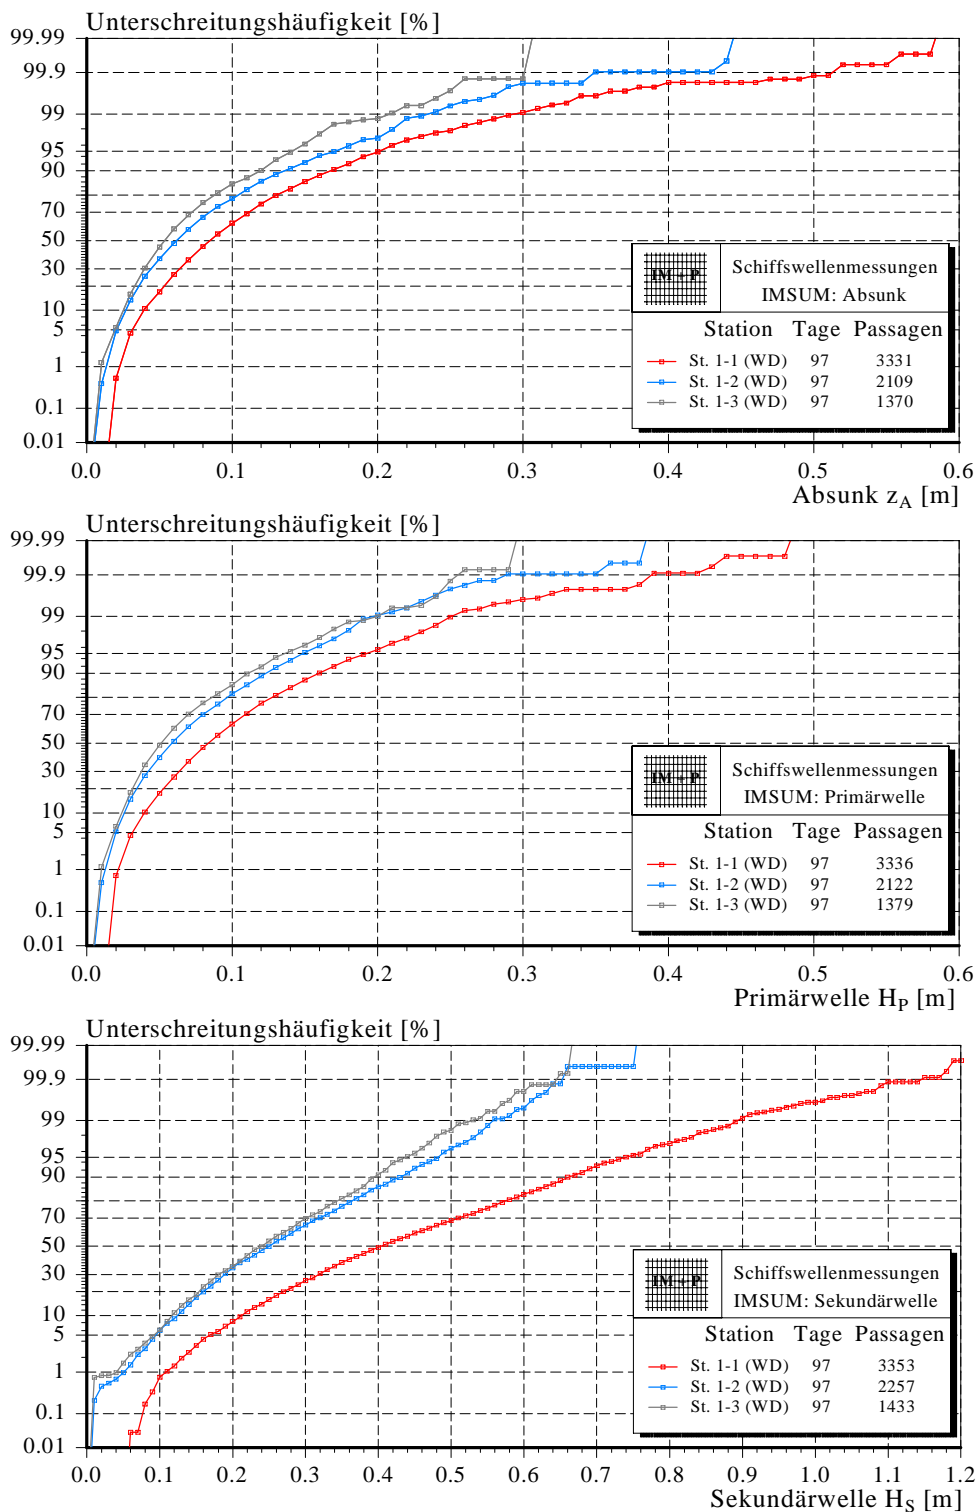 Unterschreitungshäufigkeit [%]
99.99
99.9
99
95
90
70
50
30
10
5
1
0.1
0.01
IM + P
Schiffswellenmessungen
IMSUM: Absunk
Station Tage Passagen
St. 1-1 (WD) 97 3331
St. 1-2 (WD) 97 2109
St. 1-3 (WD) 97 1370
0.0 0.1 0.2 0.3 0.4 0.5 0.6
Absunk z_A [m]
Unterschreitungshäufigkeit [%]
99.99
99.9
99
95
90
70
50
30
10
5
1
0.1
0.01
IM + P
Schiffswellenmessungen
IMSUM: Primärwelle
Station Tage Passagen
St. 1-1 (WD) 97 3336
St. 1-2 (WD) 97 2122
St. 1-3 (WD) 97 1379
0.0 0.1 0.2 0.3 0.4 0.5 0.6
Primärwelle H_P [m]
Unterschreitungshäufigkeit [%]
99.99
99.9
99
95
90
70
50
30
10
5
1
0.1
0.01
IM + P
Schiffswellenmessungen
IMSUM: Sekundärwelle
Station Tage Passagen
St. 1-1 (WD) 97 3353
St. 1-2 (WD) 97 2257
St. 1-3 (WD) 97 1433
0.0 0.1 0.2 0.3 0.4 0.5 0.6 0.7 0.8 0.9 1.0 1.1 1.2
Sekundärwelle H_S [m]